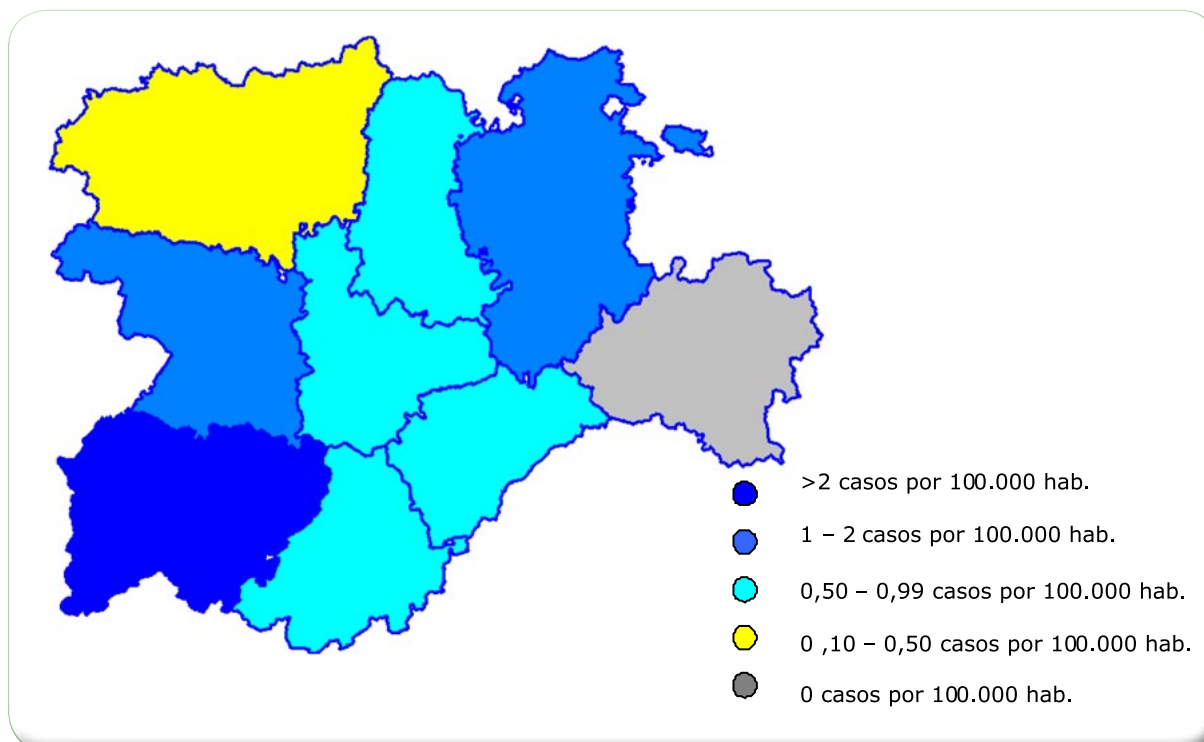 >2 casos por 100.000 hab.
1 – 2 casos por 100.000 hab.
0,50 – 0,99 casos por 100.000 hab.
0 ,10 – 0,50 casos por 100.000 hab.
0 casos por 100.000 hab.